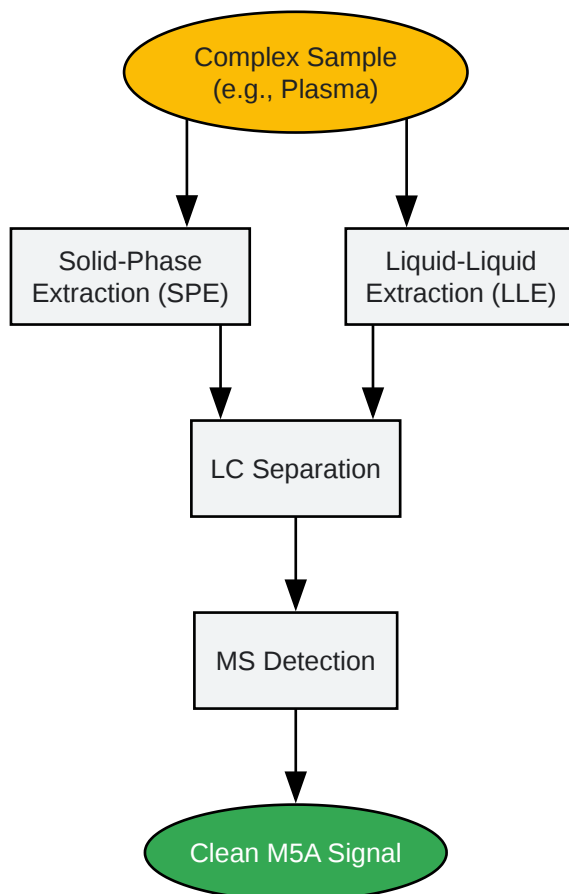 Complex Sample
(e.g., Plasma)
Solid-Phase
Extraction (SPE)
Liquid-Liquid
Extraction (LLE)
LC Separation
MS Detection
Clean M5A Signal